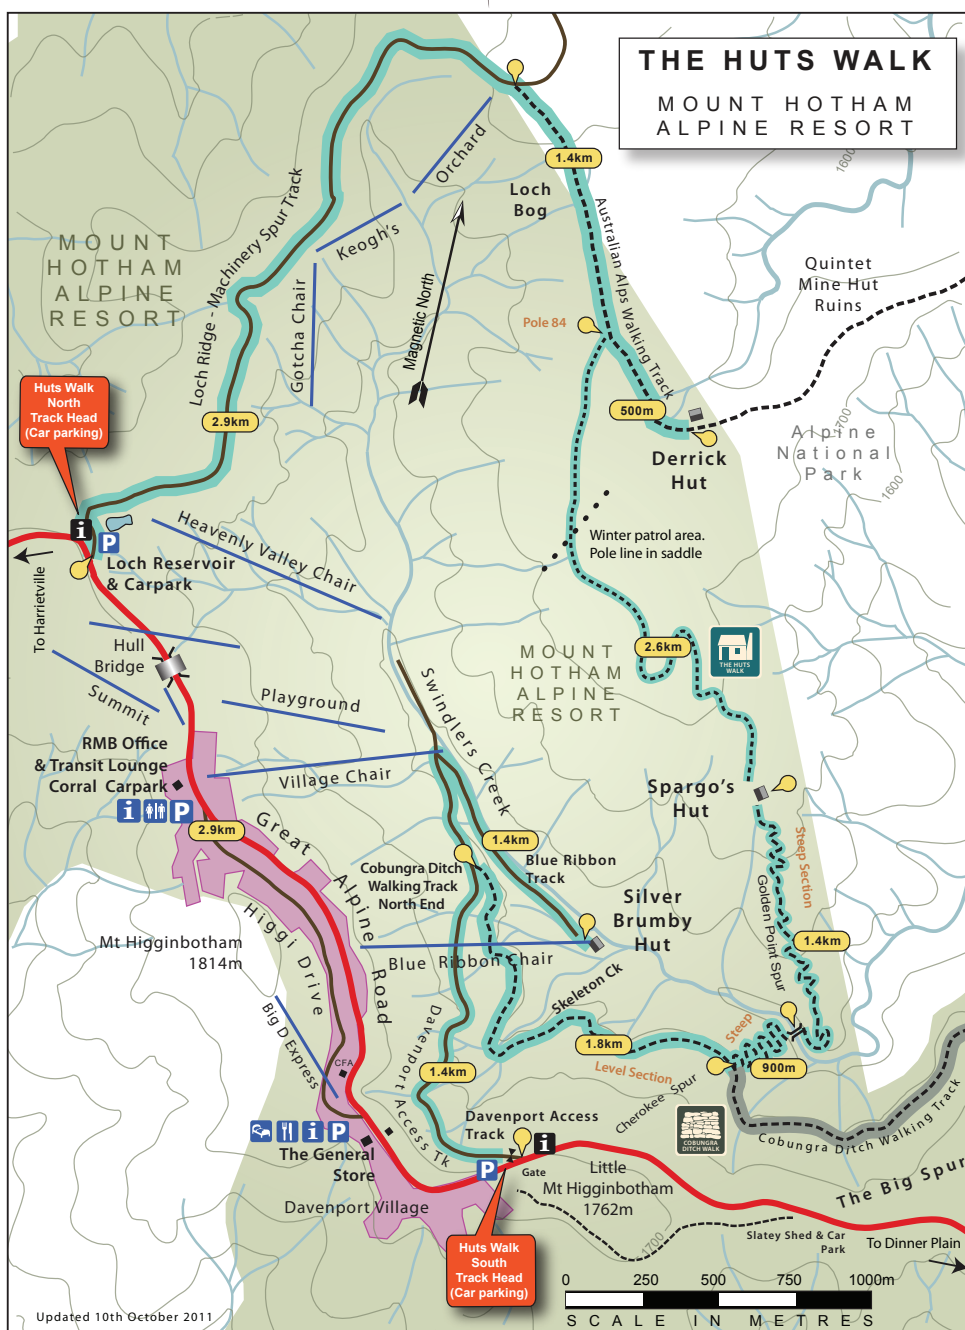 THE HUTS WALK
MOUNT HOTHAM
ALPINE RESORT
1.4km
Orchard
Loch
Bog
1600
Australian Alps Walking Track
Loch Ridge - Machinery Spur Track
Keogh's
MOUNT
HOTHAM
ALPINE
RESORT
Quintet
Mine Hut
Ruins
Gotcha Chair
Magnetic North
Pole 84
Huts Walk
North
Track Head
(Car parking)
2.9km
500m
1700
Alpine
National
Park
Derrick
Hut
1600
i
P
Heavenly Valley Chair
Winter patrol area.
Pole line in saddle
Loch Reservoir
& Carpark
To Harrietville
Hull
Bridge
2.6km
THE HUTS
WALK
MOUNT
HOTHAM
ALPINE
RESORT
Summit
Playground
Swindlers Creek
RMB Office
& Transit Lounge
Corral Carpark
Village Chair
Spargo's
Hut
i
P
2.9km
Great Alpine Road
1.4km
Steep Section
Cobungra Ditch
Walking Track
North End
Blue Ribbon
Track
Golden Point Spur
Silver
Brumby
Hut
Higgi Drive
Mt Higginbotham
1814m
1.4km
Blue Ribbon Chair
Skeleton Ck
Big D Express
Davenport Access Tk
Steep
1.8km
Level Section
CFA
1.4km
900m
Cherokee Spur
Davenport Access
Track
COBUNGRA
DITCH WALK
Cobungra Ditch Walking Track
i P
i
The General
Store
P
Gate
Little
Mt Higginbotham
1762m
The Big Spur
Davenport Village
1700
Slatey Shed & Car
Park
To Dinner Plain
Huts Walk
South
Track Head
(Car parking)
0 250 500 750 1000m
SCALE IN METRES
Updated 10th October 2011